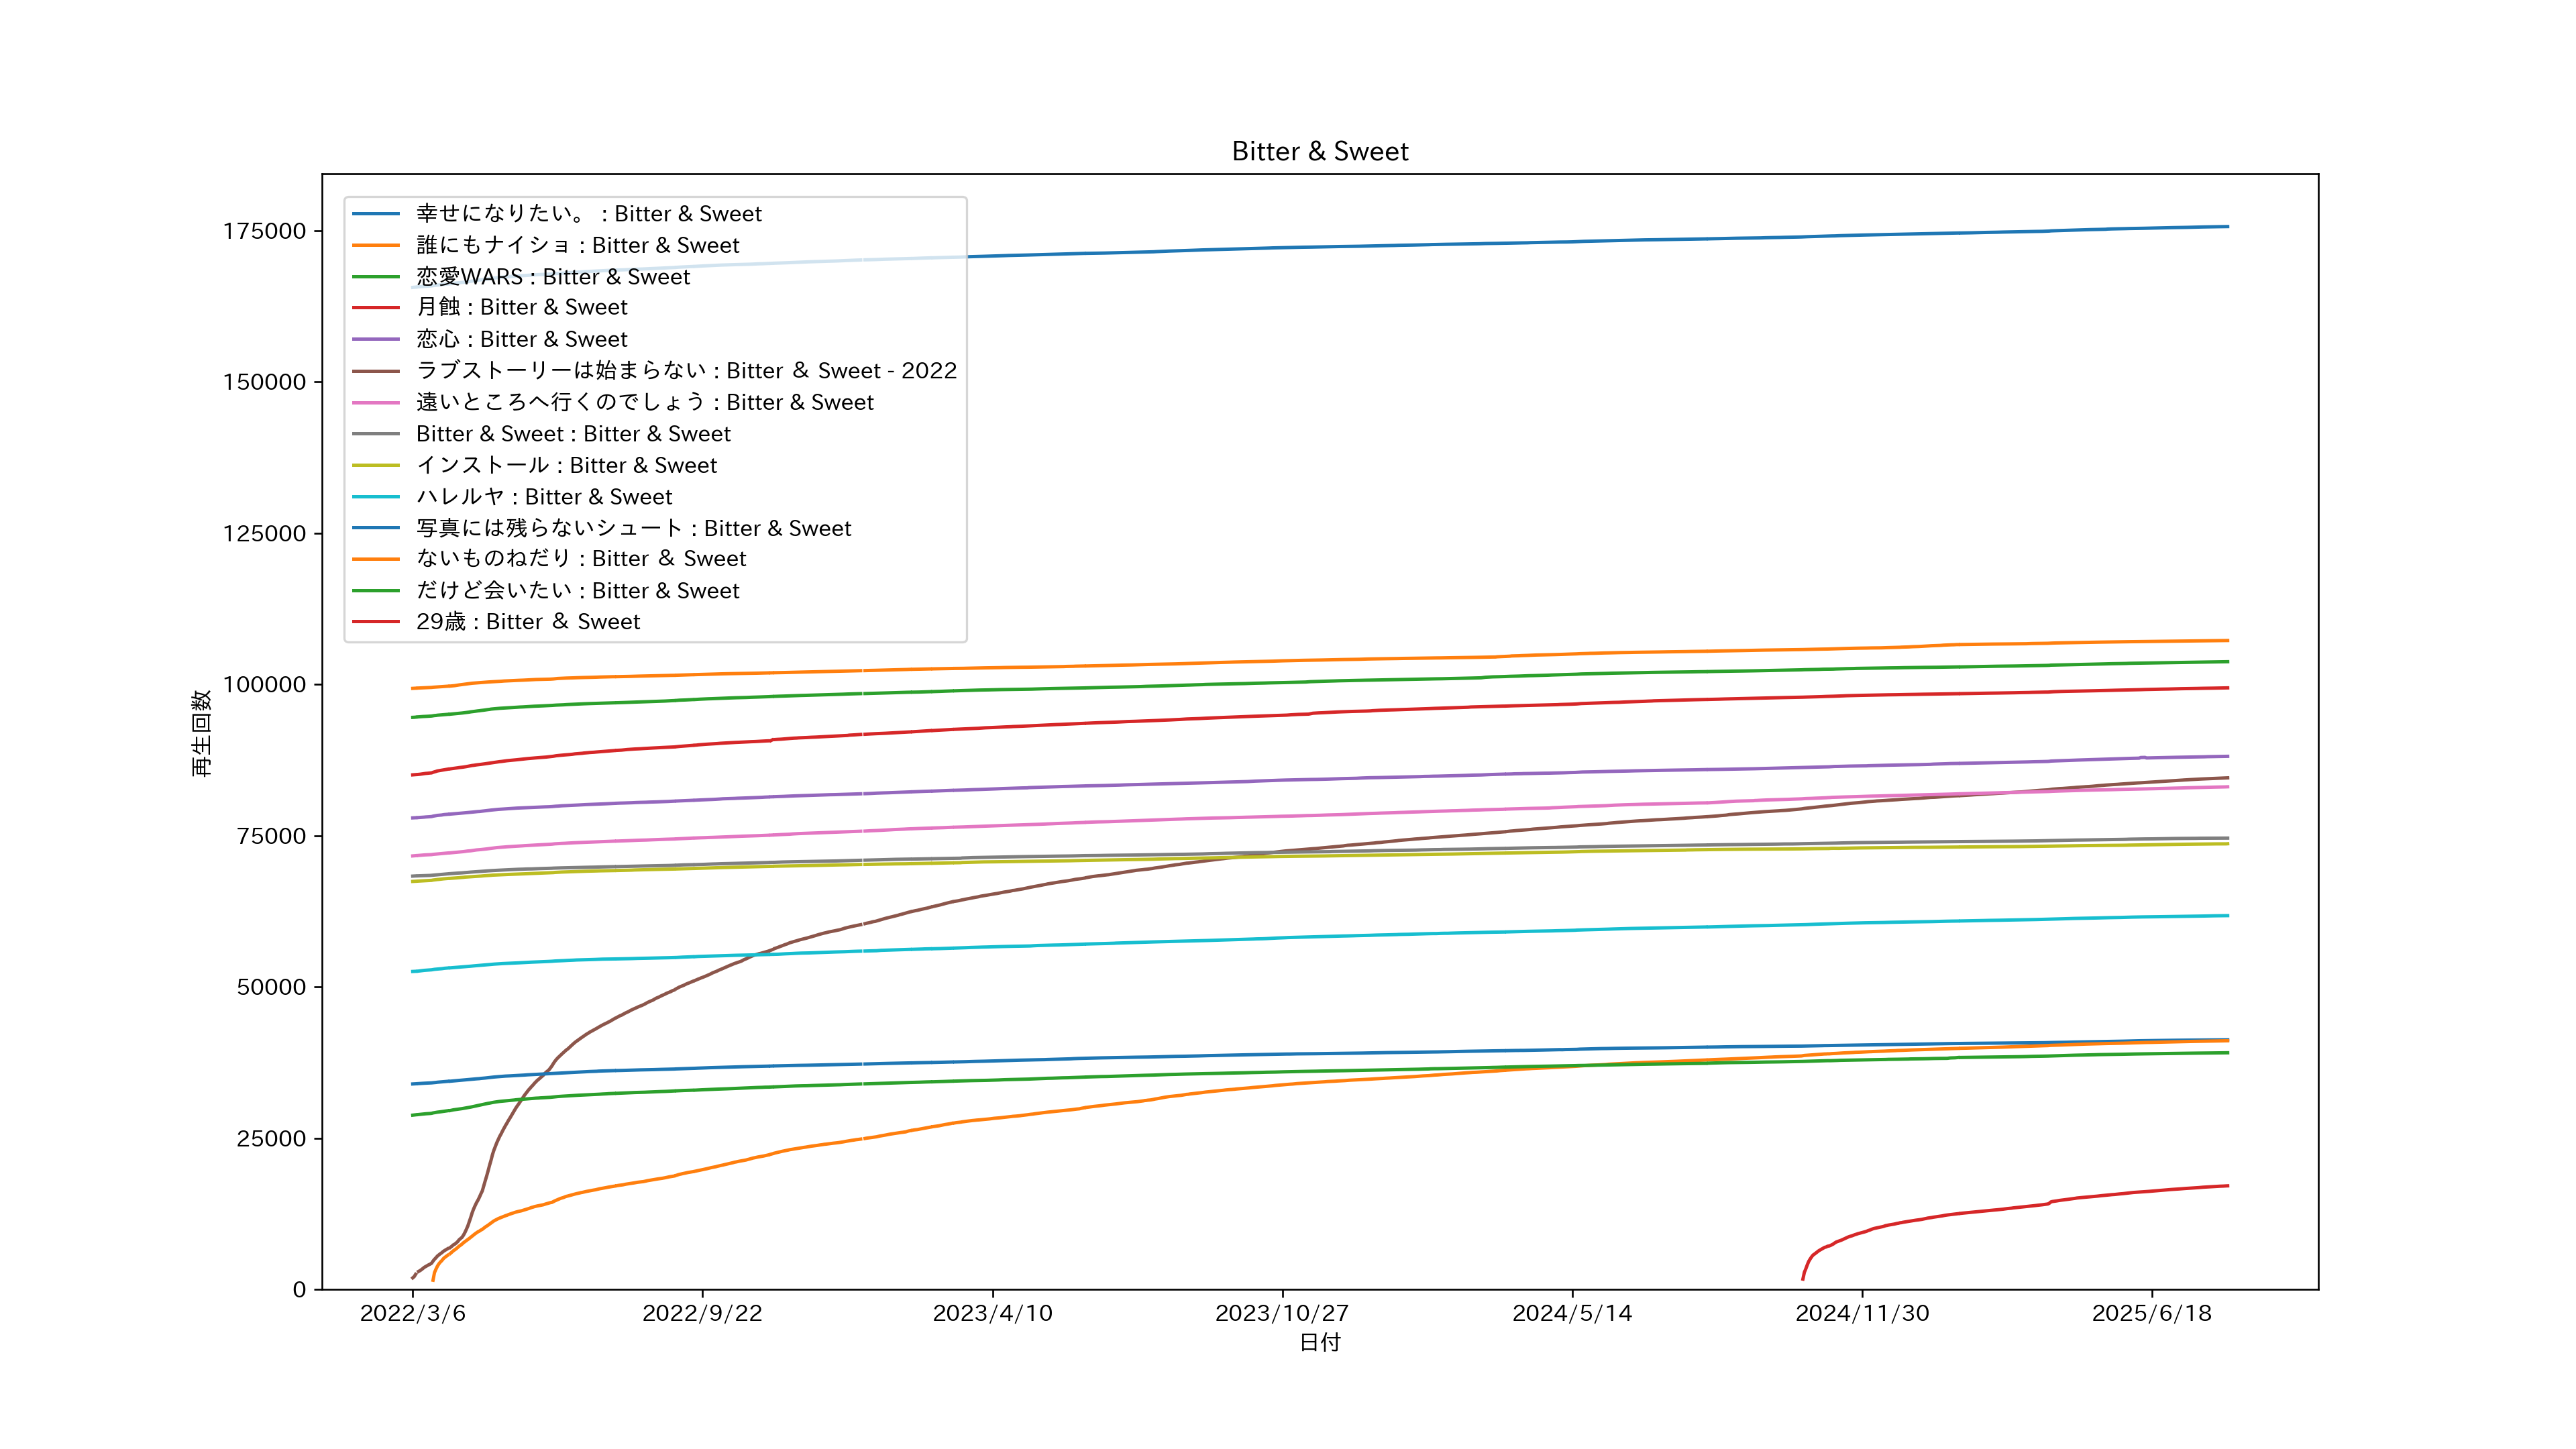 Bitter & Sweet
幸せになりたい。 : Bitter & Sweet
誰にもナイショ : Bitter & Sweet
恋愛WARS : Bitter & Sweet
月蝕 : Bitter & Sweet
恋心 : Bitter & Sweet
ラブストーリーは始まらない : Bitter ＆ Sweet - 2022
遠いところへ行くのでしょう : Bitter & Sweet
Bitter & Sweet : Bitter & Sweet
インストール : Bitter & Sweet
ハレルヤ : Bitter & Sweet
写真には残らないシュート : Bitter & Sweet
ないものねだり : Bitter ＆ Sweet
だけど会いたい : Bitter & Sweet
29歳 : Bitter ＆ Sweet
175000
150000
125000
100000
75000
50000
25000
0
再生回数
2022/3/6
2022/9/22
2023/4/10
2023/10/27
2024/5/14
2024/11/30
2025/6/18
日付